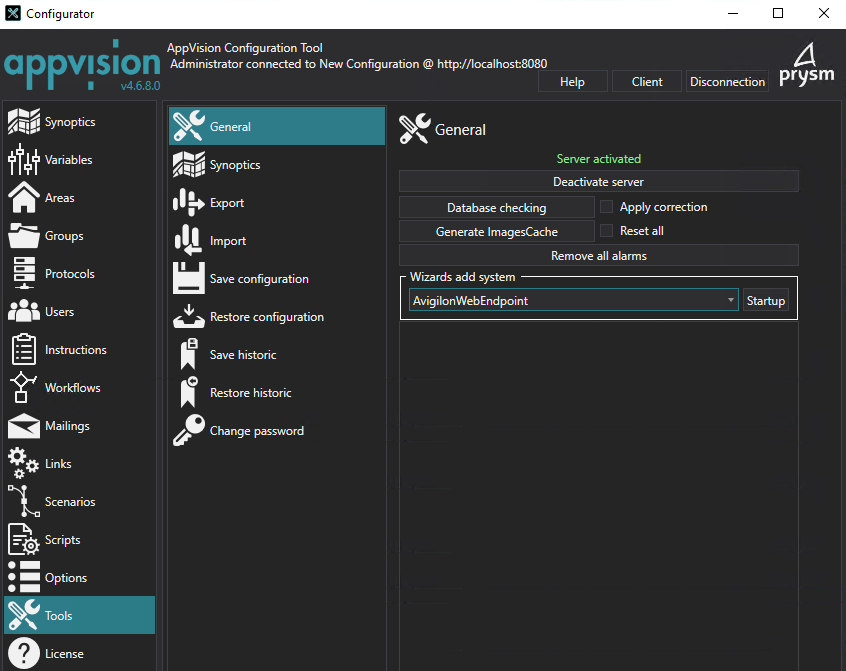 Configurator
appvision
v4.6.8.0
AppVision Configuration Tool
Administrator connected to New Configuration @ http://localhost:8080
Help
Client
Disconnection
prysm
Synoptics
Variables
Areas
Groups
Protocols
Users
Instructions
Workflows
Mailings
Links
Scenarios
Scripts
Options
Tools
License
General
Synoptics
Export
Import
Save configuration
Restore configuration
Save historic
Restore historic
Change password
General
Server activated
Deactivate server
Database checking
Apply correction
Generate ImagesCache
Reset all
Remove all alarms
Wizards add system
AvigilonWebEndpoint
Startup